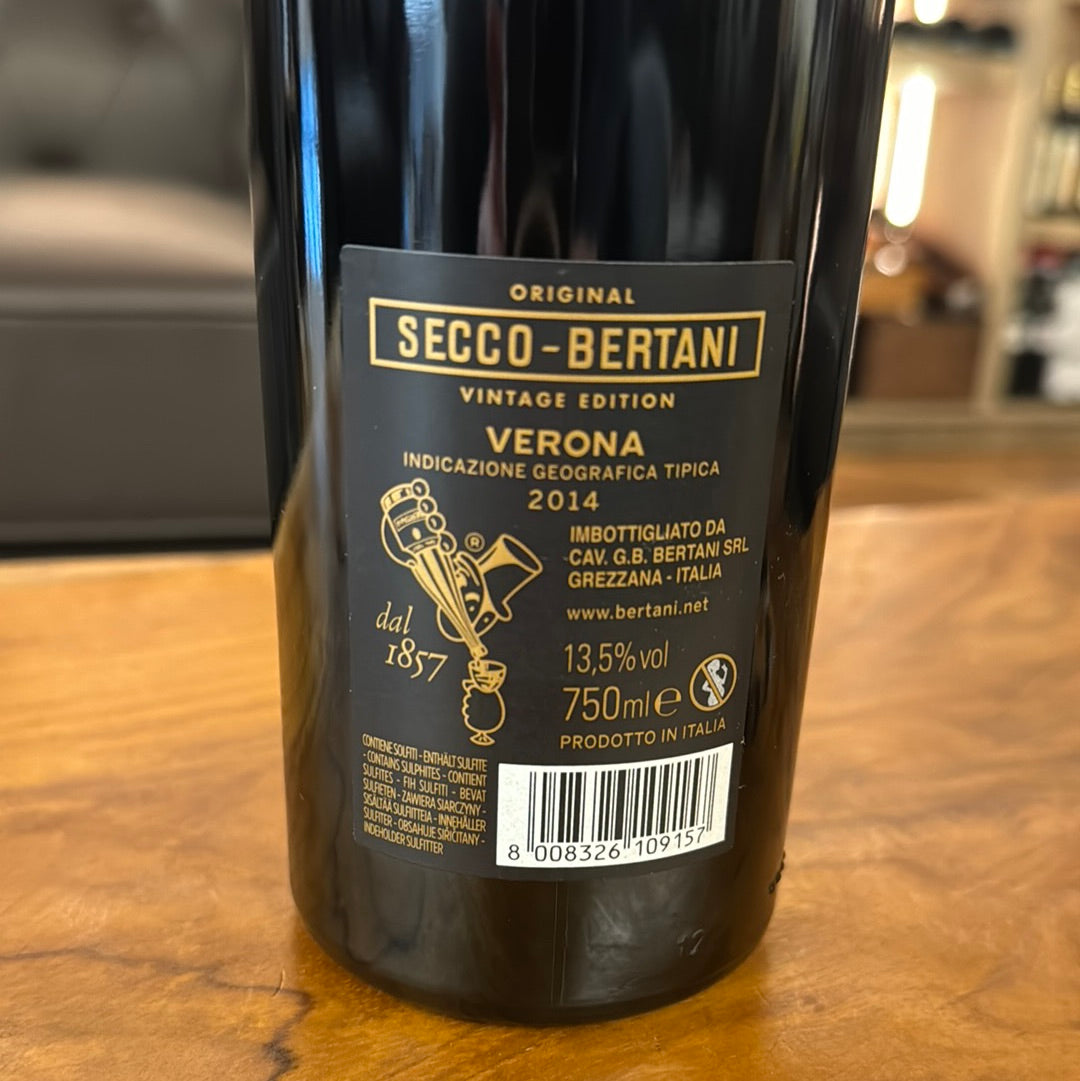 ORIGINAL
SECCO-BERTANI
VINTAGE EDITION
VERONA
INDICAZIONE GEOGRAFICA TIPICA
2014
®
IMBOTTIGLIATO DA
CAV. G.B. BERTANI SRL
GREZZANA - ITALIA
www.bertani.net
dal
1857
13,5% vol
750ml e
PRODOTTO IN ITALIA
CONTIENE SOLFITI - ENTHÄLT SULFITE
- CONTAINS SULPHITES - CONTIENT
SULFITES - FIH SULFITI - BEVAT
SULFIETEN - ZAWIERA SIARCZYNY -
SISÄLTÄÄ SULFIITTEIA - INNEHÅLLER
SULFITER - OBSAHUJE SIŘIČITANY -
INDEHOLDER SULFITTER
8 008326 109157
17